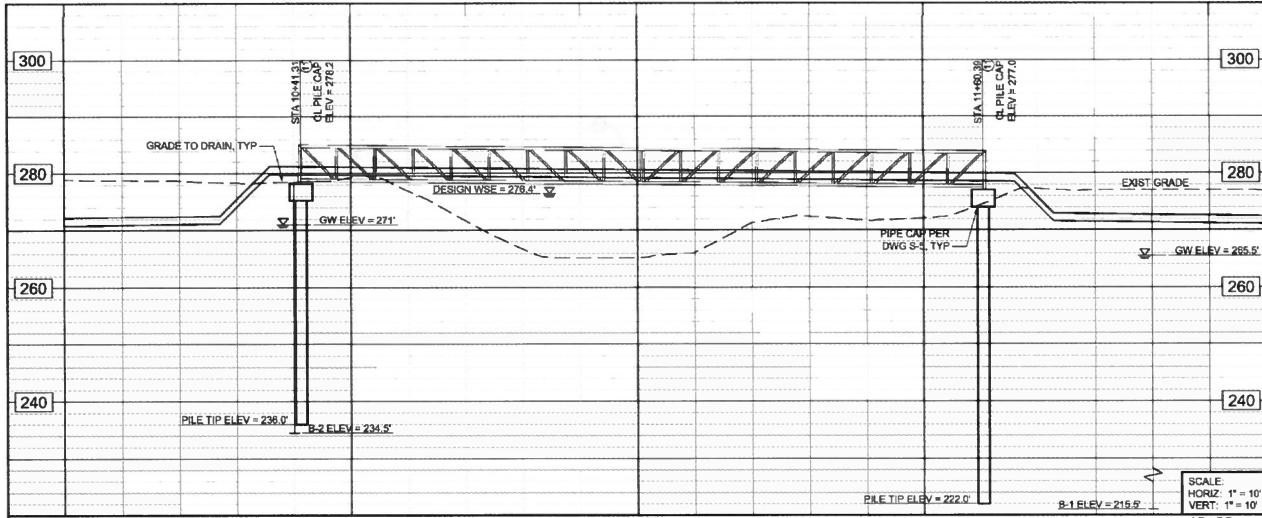 300
300
STA 10+41.31
(1)
CL PILE CAP
ELEV = 278.2
STA 11+60.39
(1)
CL PILE CAP
ELEV = 277.0
GRADE TO DRAIN, TYP
280
280
DESIGN WSE = 276.4'
EXIST GRADE
GW ELEV = 271'
PIPE CAP PER
DWG S-5, TYP
GW ELEV = 265.5'
260
260
240
240
PILE TIP ELEV = 236.0'
B-2 ELEV = 234.5'
PILE TIP ELEV = 222.0'
B-1 ELEV = 215.5'
SCALE:
HORIZ: 1" = 10'
VERT: 1" = 10'